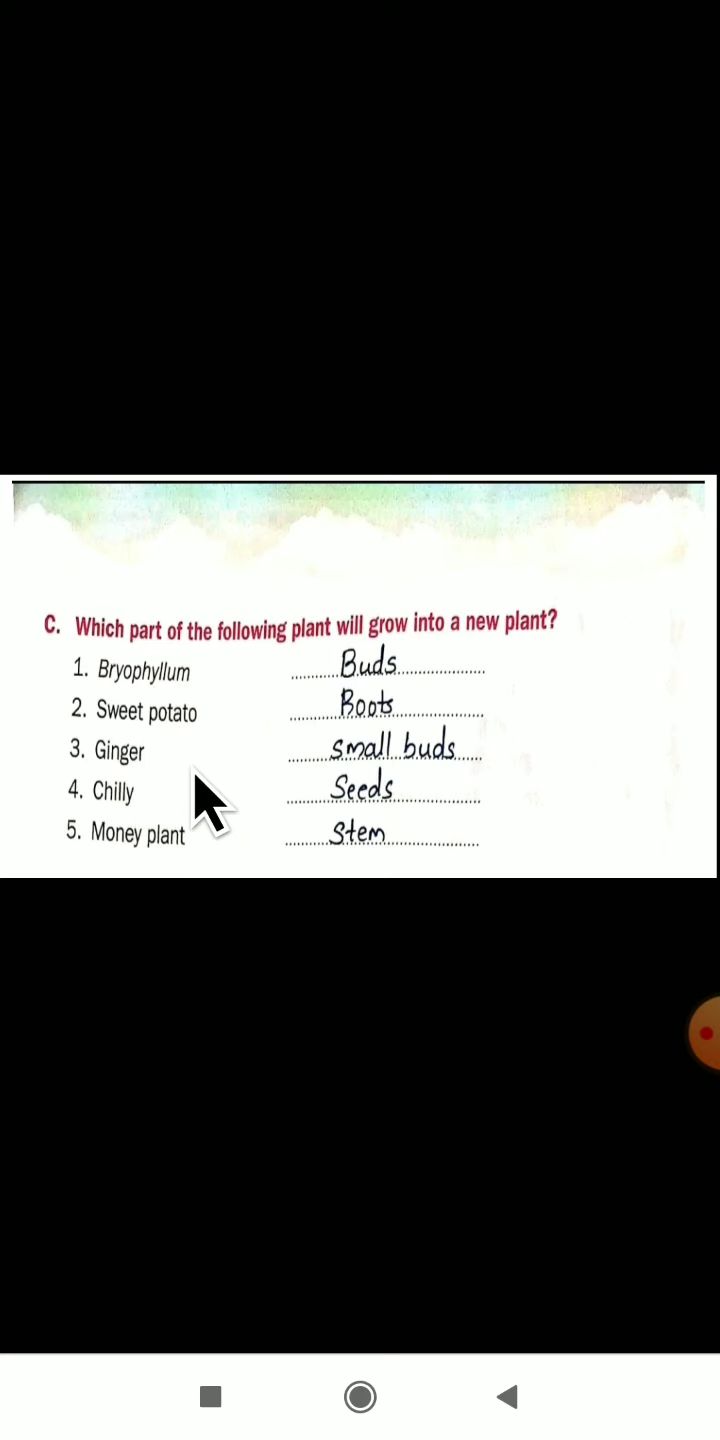 C. Which part of the following plant will grow into a new plant?
1. Bryophyllum ............Buds......................
2. Sweet potato ............Roots......................
3. Ginger ..........small buds......
4. Chilly ..........Seeds......................
5. Money plant ..........Stem......................